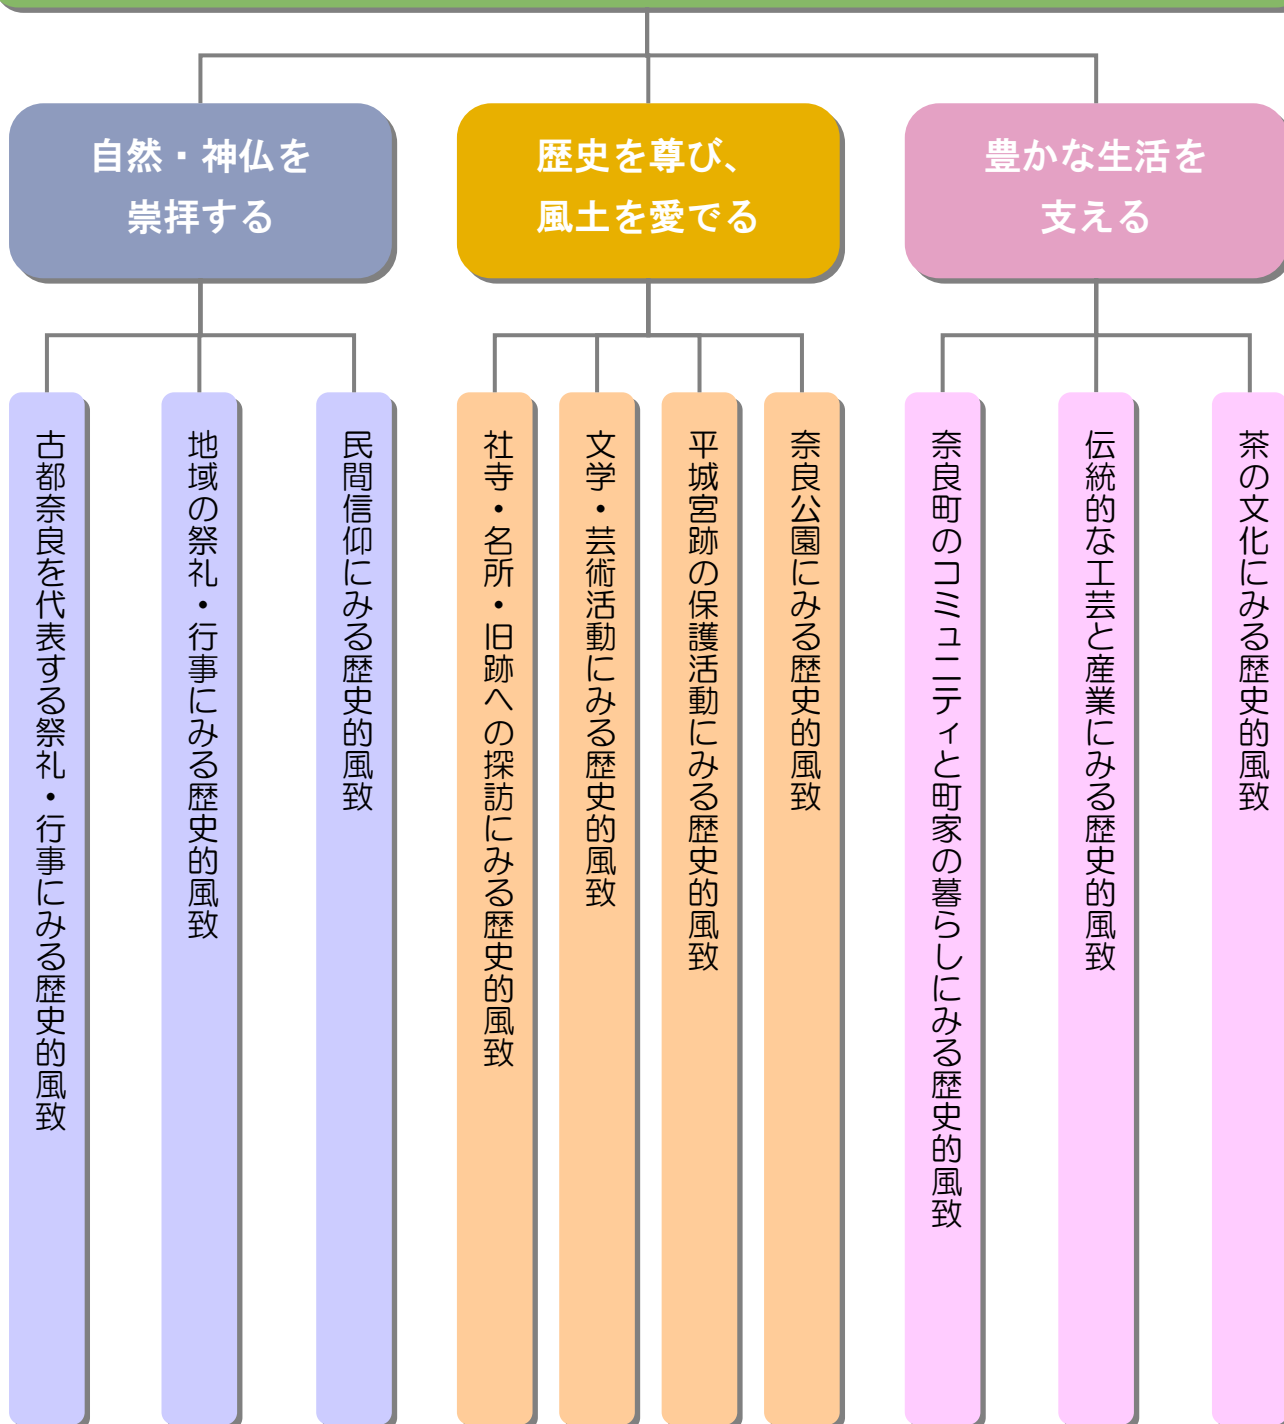 自然・神仏を
崇拝する
歴史を尊び、
風土を愛でる
豊かな生活を
支える
古都奈良を代表する祭礼・行事にみる歴史的風致
地域の祭礼・行事にみる歴史的風致
民間信仰にみる歴史的風致
社寺・名所・旧跡への探訪にみる歴史的風致
文学・芸術活動にみる歴史的風致
平城宮跡の保護活動にみる歴史的風致
奈良公園にみる歴史的風致
奈良町のコミュニティと町家の暮らしにみる歴史的風致
伝統的な工芸と産業にみる歴史的風致
茶の文化にみる歴史的風致